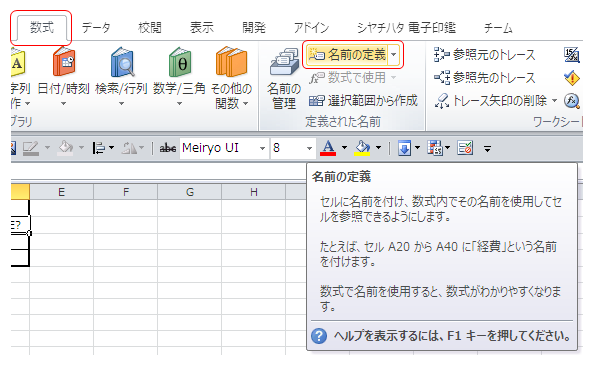 数式 データ 校閲 表示 開発 アドイン シヤチハタ 電子印鑑 チーム
名前の定義 参照元のトレース
数式で使用 参照先のトレース
字列 日付/時刻 検索/行列 数学/三角 その他の 名前の
作 関数 管理 選択範囲から作成 トレース矢印の削除
ブラリ 定義された名前 ワークシート
abc Meiryo UI 8 A
E F G H
E?
名前の定義
セルに名前を付け、数式内でその名前を使用してセ
ルを参照できるようにします。
たとえば、セル A20 から A40 に「経費」という名前
を付けます。
数式で名前を使用すると、数式がわかりやすくなりま
す。
ヘルプを表示するには、F1 キーを押してください。